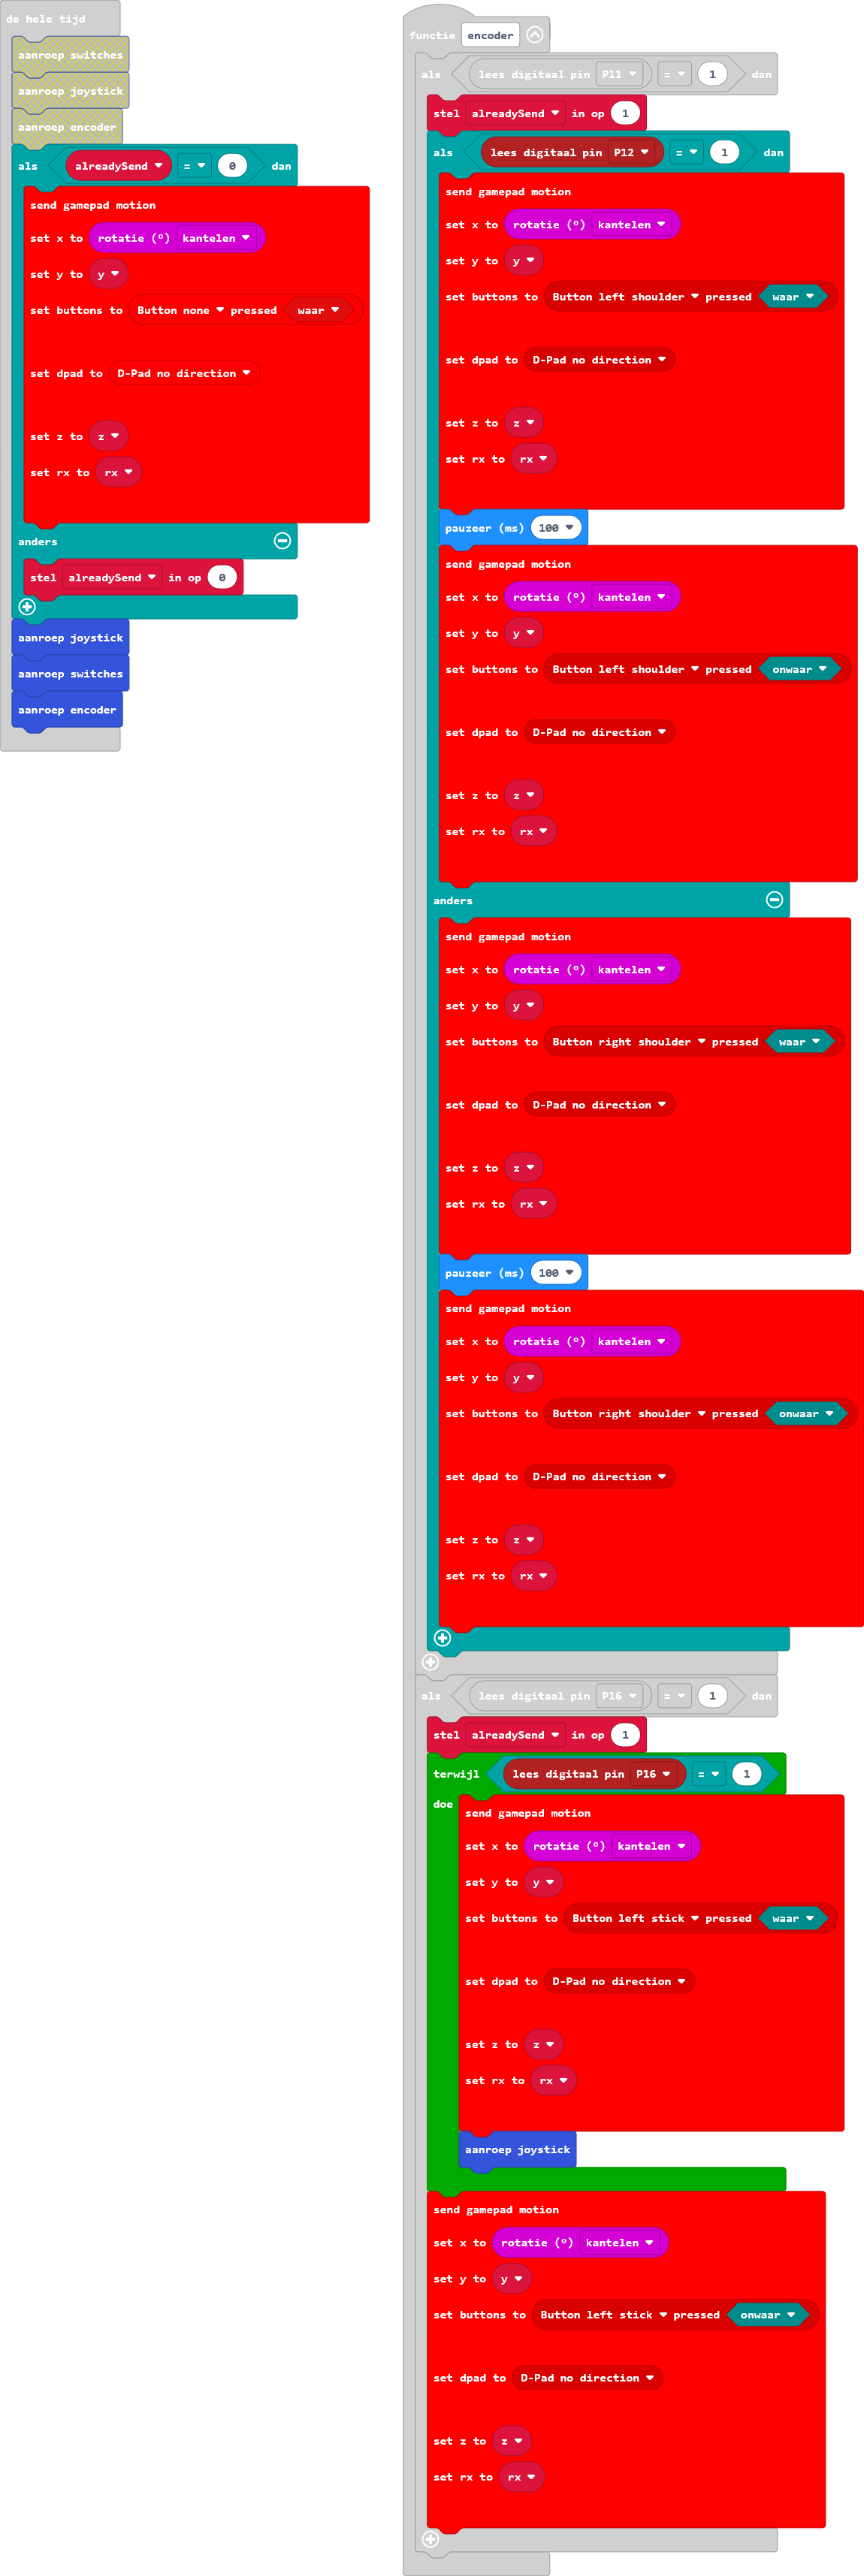 de hele tijd
aanroep switches
aanroep joystick
aanroep encoder
als alreadySend = 0 dan
send gamepad motion
set x to rotatie (º) kantelen
set y to y
set buttons to Button none pressed waar
set dpad to D-Pad no direction
set z to z
set rx to rx
anders
stel alreadySend in op 0
aanroep joystick
aanroep switches
aanroep encoder
functie encoder
als lees digitaal pin P11 = 1 dan
stel alreadySend in op 1
als lees digitaal pin P12 = 1 dan
send gamepad motion
set x to rotatie (º) kantelen
set y to y
set buttons to Button left shoulder pressed waar
set dpad to D-Pad no direction
set z to z
set rx to rx
pauzeer (ms) 100
send gamepad motion
set x to rotatie (º) kantelen
set y to y
set buttons to Button left shoulder pressed onwaar
set dpad to D-Pad no direction
set z to z
set rx to rx
anders
send gamepad motion
set x to rotatie (º) kantelen
set y to y
set buttons to Button right shoulder pressed waar
set dpad to D-Pad no direction
set z to z
set rx to rx
pauzeer (ms) 100
send gamepad motion
set x to rotatie (º) kantelen
set y to y
set buttons to Button right shoulder pressed onwaar
set dpad to D-Pad no direction
set z to z
set rx to rx
als lees digitaal pin P16 = 1 dan
stel alreadySend in op 1
terwijl lees digitaal pin P16 = 1
doe
send gamepad motion
set x to rotatie (º) kantelen
set y to y
set buttons to Button left stick pressed waar
set dpad to D-Pad no direction
set z to z
set rx to rx
aanroep joystick
send gamepad motion
set x to rotatie (º) kantelen
set y to y
set buttons to Button left stick pressed onwaar
set dpad to D-Pad no direction
set z to z
set rx to rx